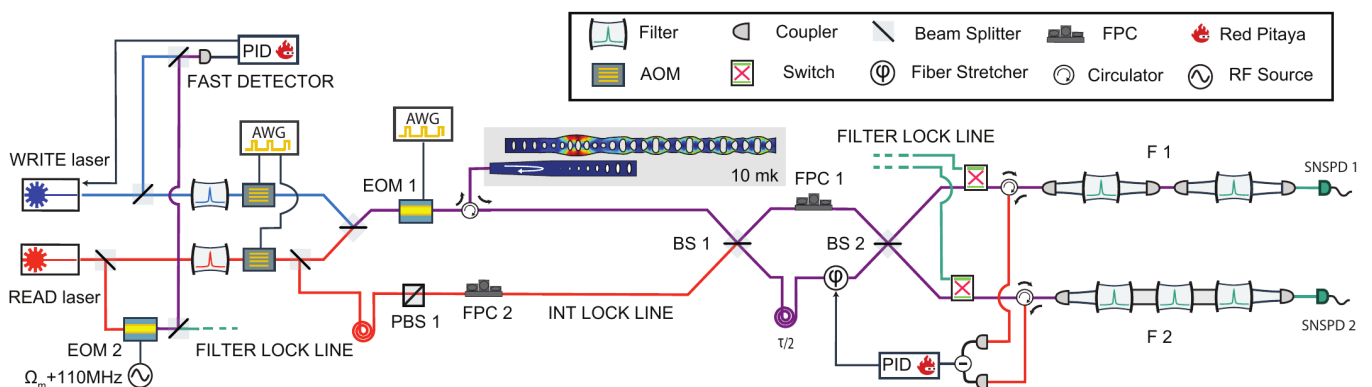 Filter
Coupler
Beam Splitter
FPC
Red Pitaya
AOM
Switch
φ
Fiber Stretcher
Circulator
RF Source
PID
FAST DETECTOR
AWG
AWG
WRITE laser
EOM 1
10 mk
FILTER LOCK LINE
F 1
SNSPD 1
FPC 1
BS 1
BS 2
READ laser
PBS 1
FPC 2
INT LOCK LINE
φ
EOM 2
FILTER LOCK LINE
τ/2
PID
F 2
SNSPD 2
Ωm+110MHz